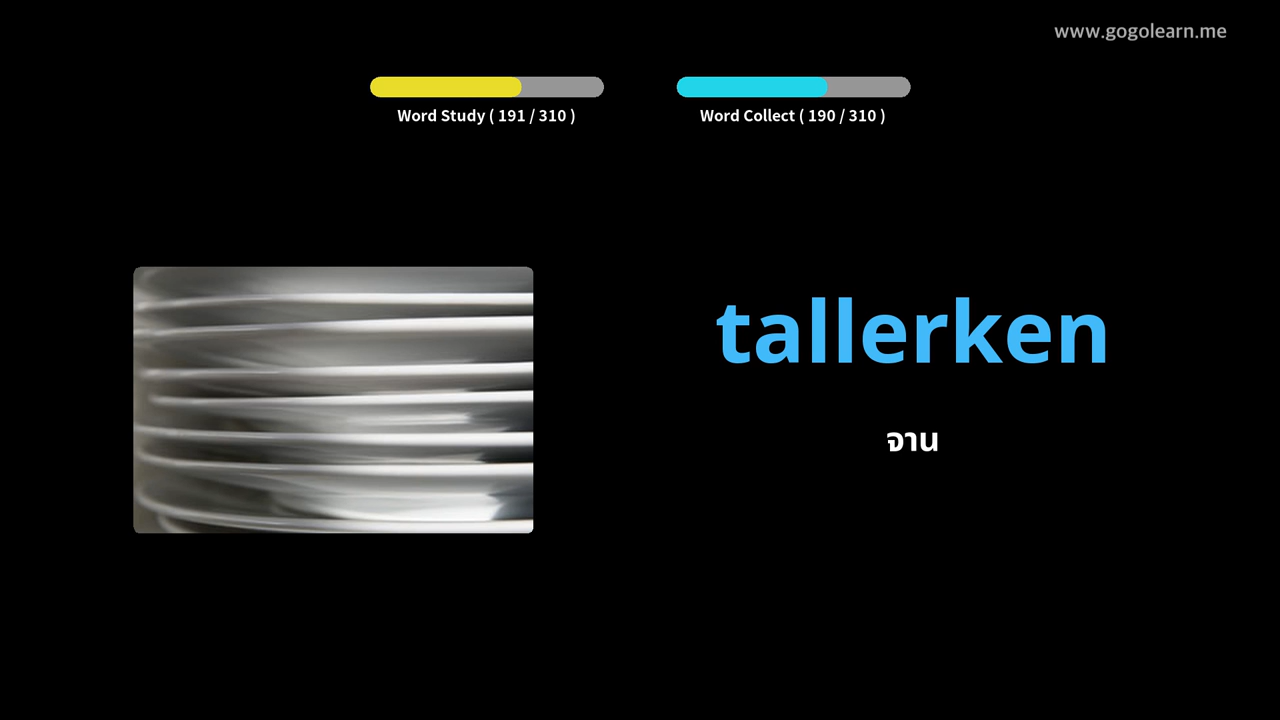 www.gogolearn.me
Word Study ( 191 / 310 )
Word Collect ( 190 / 310 )
tallerken
จาน